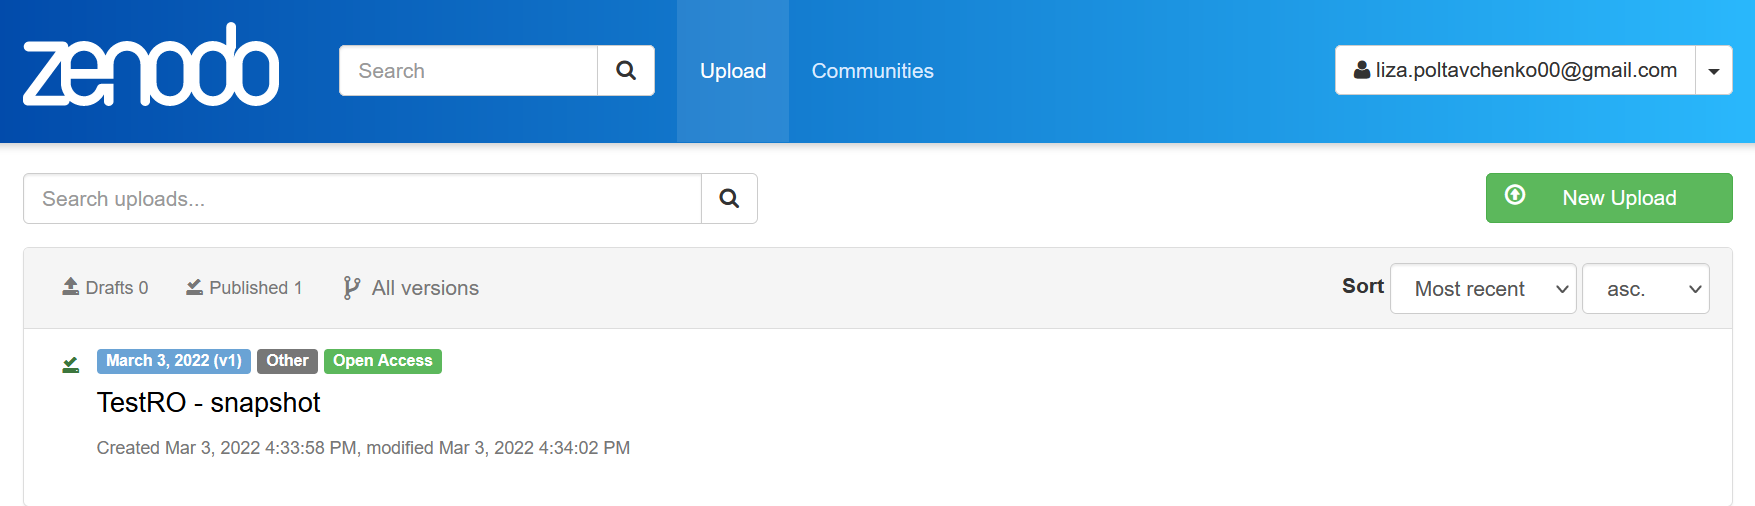 zenodo
Search
Upload
Communities
liza.poltavchenko00@gmail.com
Search uploads...
New Upload
Drafts 0
Published 1
All versions
Sort
Most recent
asc.
March 3, 2022 (v1)
Other
Open Access
TestRO - snapshot
Created Mar 3, 2022 4:33:58 PM, modified Mar 3, 2022 4:34:02 PM